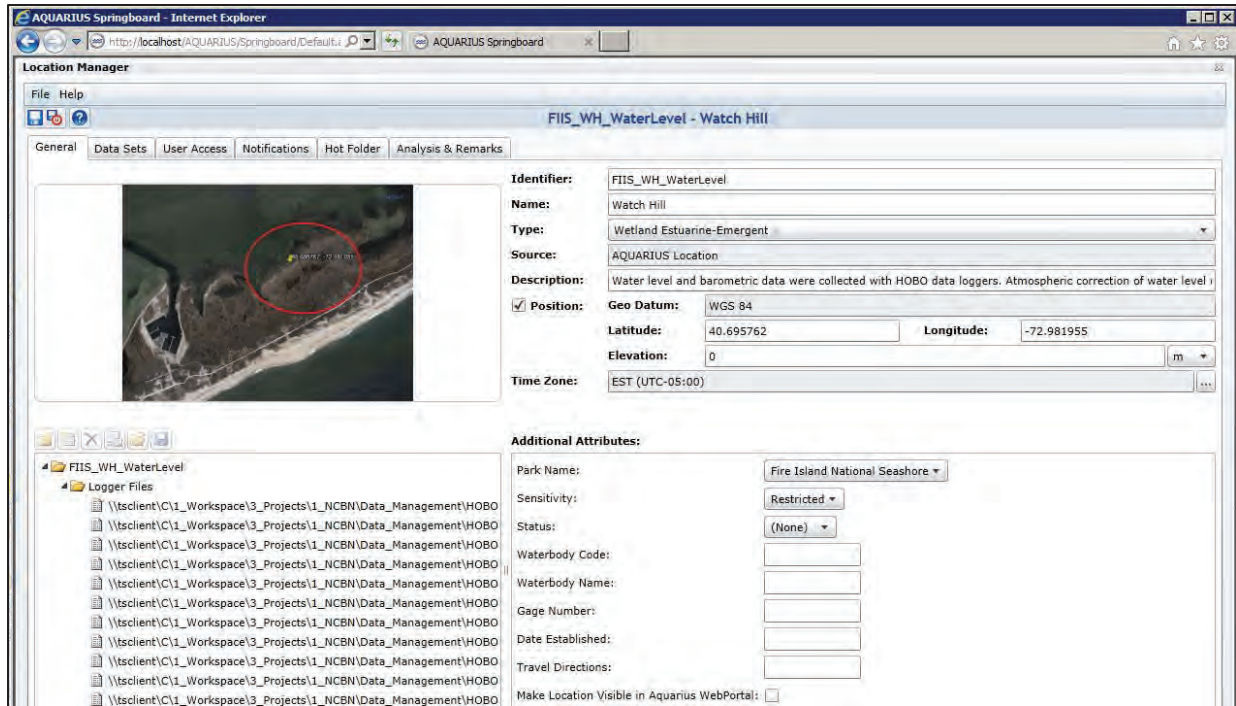 AQUARIUS Springboard - Internet Explorer
http://localhost/AQUARIUS/Springboard/Default.a AQUARIUS Springboard
Location Manager
File Help
FIIS_WH_WaterLevel - Watch Hill
General Data Sets User Access Notifications Hot Folder Analysis & Remarks
Identifier: FIIS_WH_WaterLevel
Name: Watch Hill
Type: Wetland Estuarine-Emergent
Source: AQUARIUS Location
Description: Water level and barometric data were collected with HOBO data loggers. Atmospheric correction of water level
Position: Geo Datum: WGS 84
Latitude: 40.695762 Longitude: -72.981955
Elevation: 0 m
Time Zone: EST (UTC-05:00) ...
Additional Attributes:
FIIS_WH_WaterLevel
Logger Files
\\tsclient\C\1_Workspace\3_Projects\1_NCBN\Data_Management\HOBO
\\tsclient\C\1_Workspace\3_Projects\1_NCBN\Data_Management\HOBO
\\tsclient\C\1_Workspace\3_Projects\1_NCBN\Data_Management\HOBO
\\tsclient\C\1_Workspace\3_Projects\1_NCBN\Data_Management\HOBO
\\tsclient\C\1_Workspace\3_Projects\1_NCBN\Data_Management\HOBO
\\tsclient\C\1_Workspace\3_Projects\1_NCBN\Data_Management\HOBO
\\tsclient\C\1_Workspace\3_Projects\1_NCBN\Data_Management\HOBO
\\tsclient\C\1_Workspace\3_Projects\1_NCBN\Data_Management\HOBO
\\tsclient\C\1_Workspace\3_Projects\1_NCBN\Data_Management\HOBO
\\tsclient\C\1_Workspace\3_Projects\1_NCBN\Data_Management\HOBO
\\tsclient\C\1_Workspace\3_Projects\1_NCBN\Data_Management\HOBO
Park Name: Fire Island National Seashore
Sensitivity: Restricted
Status: (None)
Waterbody Code:
Waterbody Name:
Gage Number:
Date Established:
Travel Directions:
Make Location Visible in Aquarius WebPortal: